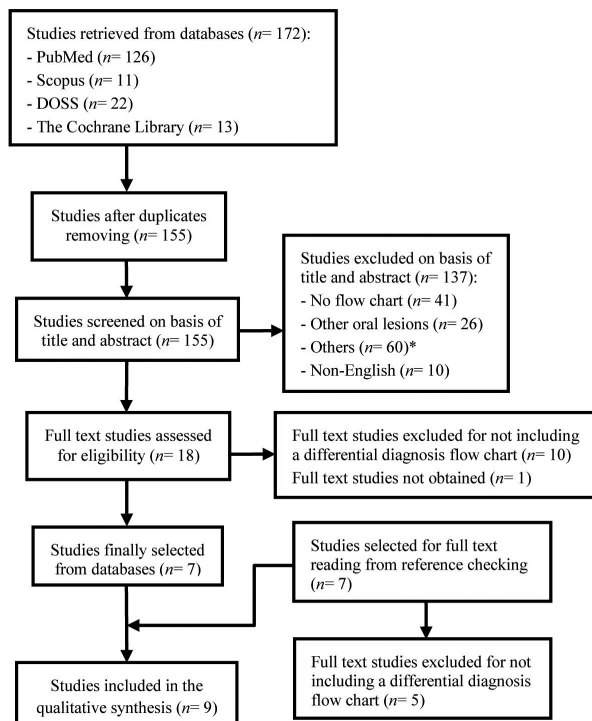 Studies retrieved from databases (n= 172):
- PubMed (n= 126)
- Scopus (n= 11)
- DOSS (n= 22)
- The Cochrane Library (n= 13)
Studies after duplicates
removing (n= 155)
Studies screened on basis of
title and abstract (n= 155)
Studies excluded on basis of
title and abstract (n= 137):
- No flow chart (n= 41)
- Other oral lesions (n= 26)
- Others (n= 60)*
- Non-English (n= 10)
Full text studies assessed
for eligibility (n= 18)
Full text studies excluded for not including
a differential diagnosis flow chart (n= 10)
Full text studies not obtained (n= 1)
Studies finally selected
from databases (n= 7)
Studies selected for full text
reading from reference checking
(n= 7)
Studies included in the
qualitative synthesis (n= 9)
Full text studies excluded for not
including a differential diagnosis
flow chart (n= 5)